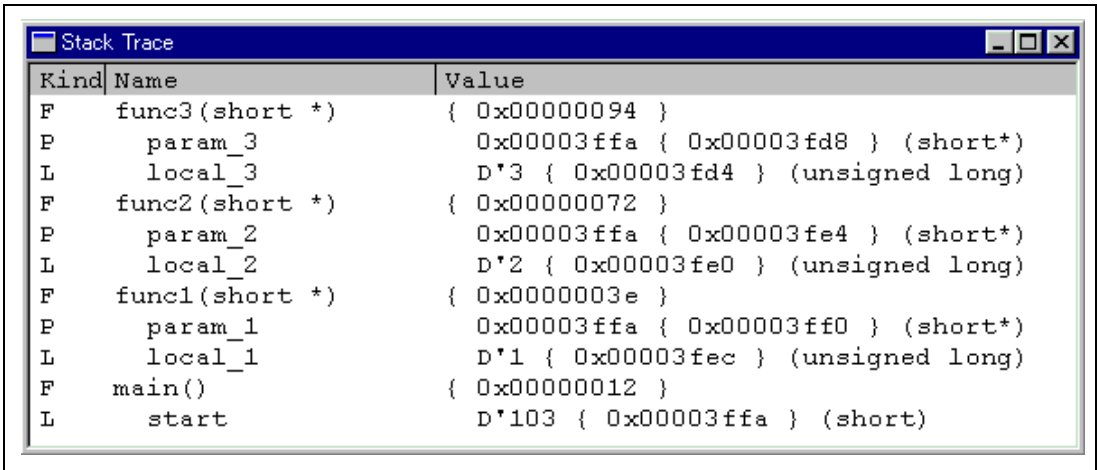 Stack Trace
Kind Name Value
F func3(short *) { 0x00000094 }
P param_3 0x00003ffa { 0x00003fd8 } (short*)
L local_3 D'3 { 0x00003fd4 } (unsigned long)
F func2(short *) { 0x00000072 }
P param_2 0x00003ffa { 0x00003fe4 } (short*)
L local_2 D'2 { 0x00003fe0 } (unsigned long)
F func1(short *) { 0x0000003e }
P param_1 0x00003ffa { 0x00003ff0 } (short*)
L local_1 D'1 { 0x00003fec } (unsigned long)
F main() { 0x00000012 }
L start D'103 { 0x00003ffa } (short)